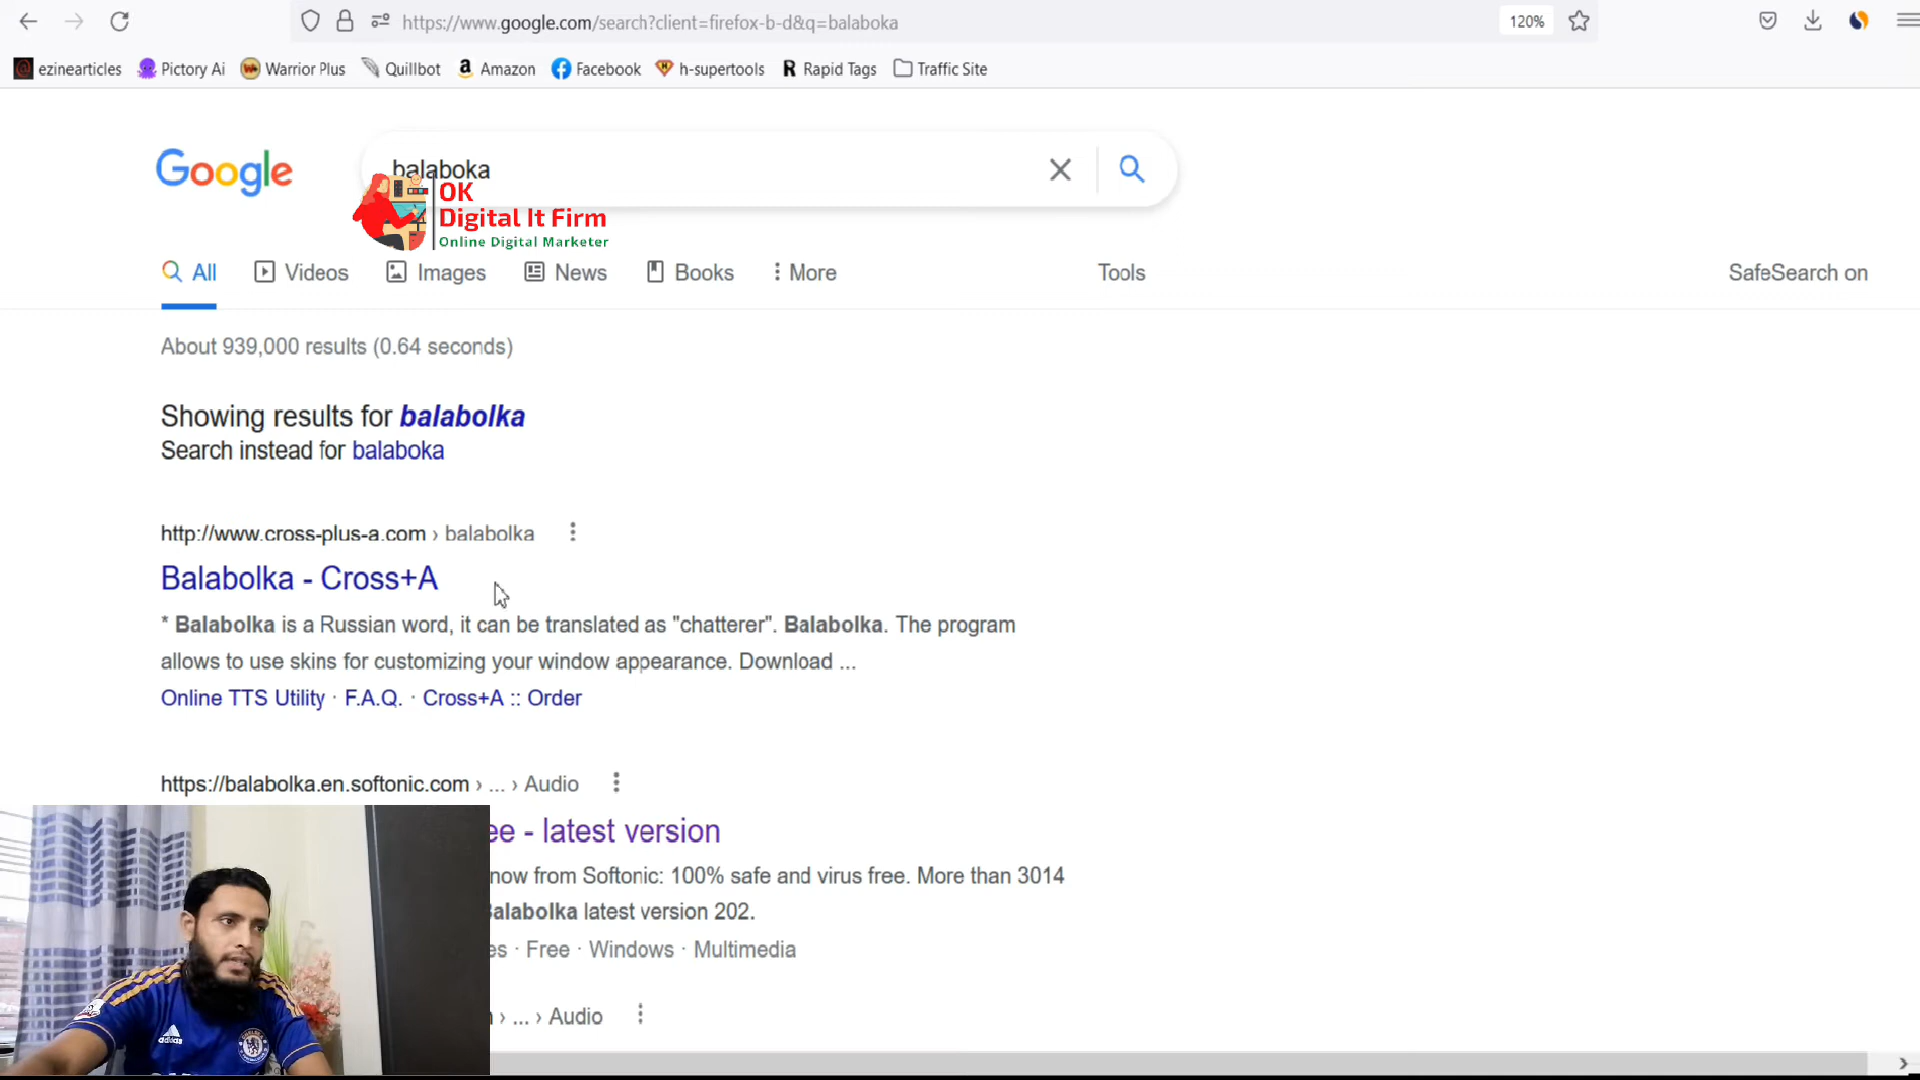 https://www.google.com/search?client=firefox-b-d&q=balaboka
120%
ezinearticles Pictory Ai Warrior Plus Quillbot Amazon Facebook h-supertools Rapid Tags Traffic Site
Google
balaboka
OK
Digital It Firm
Online Digital Marketer
All Videos Images News Books More Tools SafeSearch on
About 939,000 results (0.64 seconds)
Showing results for balabolka
Search instead for balaboka
http://www.cross-plus-a.com › balabolka
Balabolka - Cross+A
* Balabolka is a Russian word, it can be translated as "chatterer". Balabolka. The program
allows to use skins for customizing your window appearance. Download ...
Online TTS Utility · F.A.Q. · Cross+A :: Order
https://balabolka.en.softonic.com › ... › Audio
ee - latest version
now from Softonic: 100% safe and virus free. More than 3014
Balabolka latest version 202.
es · Free · Windows · Multimedia
› ... › Audio
adidas